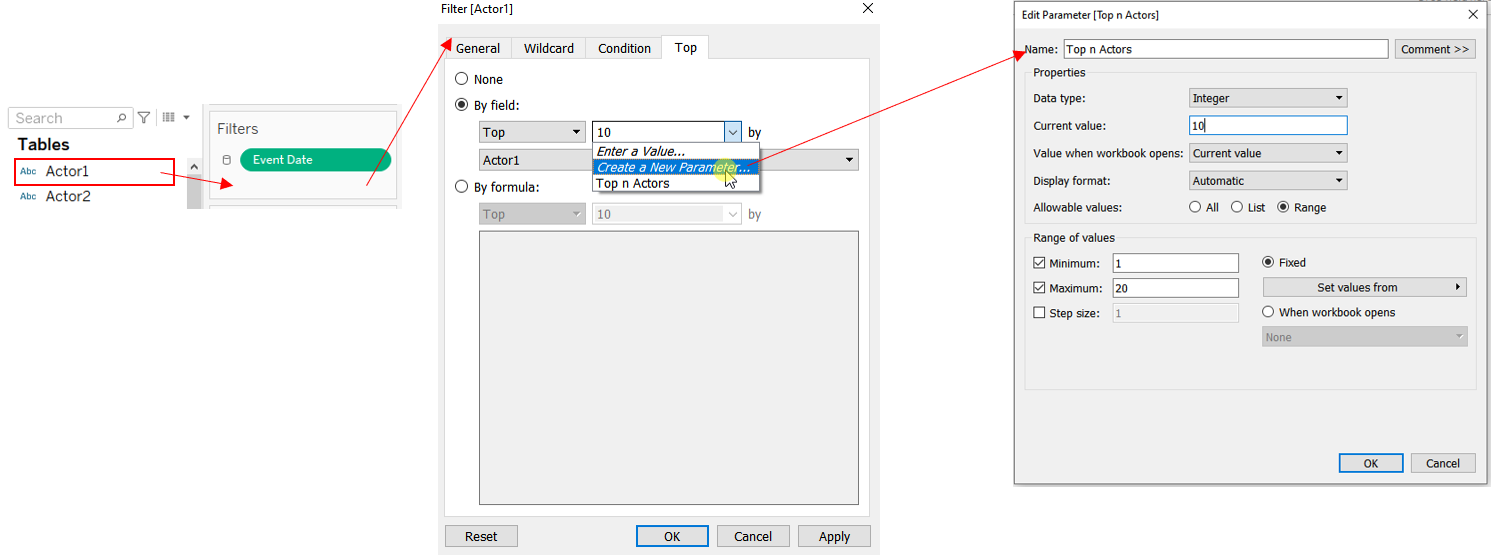 Search
Tables
Abc Actor1
Abc Actor2
Filters
Event Date
Filter [Actor1]
General Wildcard Condition Top
None
By field:
Top 10 by
Enter a Value...
Create a New Parameter...
Top n Actors
Actor1
By formula:
Top 10 by
Reset OK Cancel Apply
Edit Parameter [Top n Actors]
Name: Top n Actors Comment >>
Properties
Data type: Integer
Current value: 10
Value when workbook opens: Current value
Display format: Automatic
Allowable values: All List Range
Range of values
Minimum: 1 Fixed
Maximum: 20 Set values from
Step size: 1 When workbook opens
None
OK Cancel